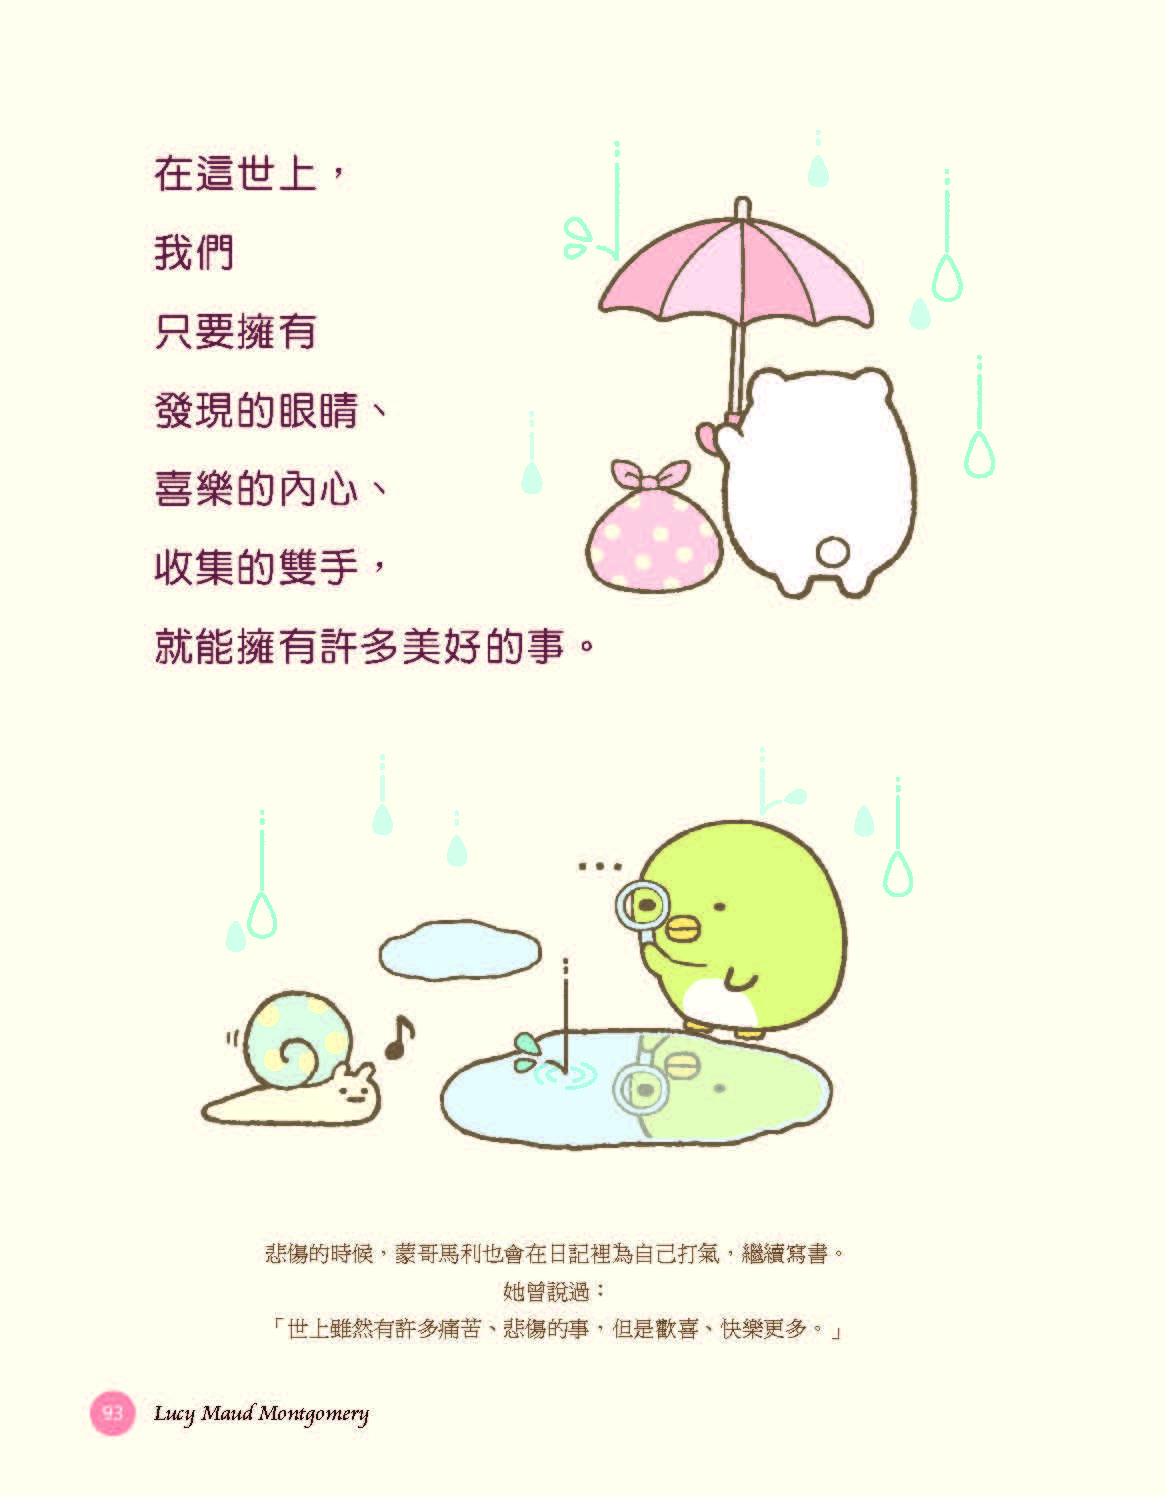 在這世上，
我們
只要擁有
發現的眼睛、
喜樂的內心、
收集的雙手，
就能擁有許多美好的事。
悲傷的時候，蒙哥馬利也會在日記裡為自己打氣，繼續寫書。
她曾說過：
「世上雖然有許多痛苦、悲傷的事，但是歡喜、快樂更多。」
93 Lucy Maud Montgomery